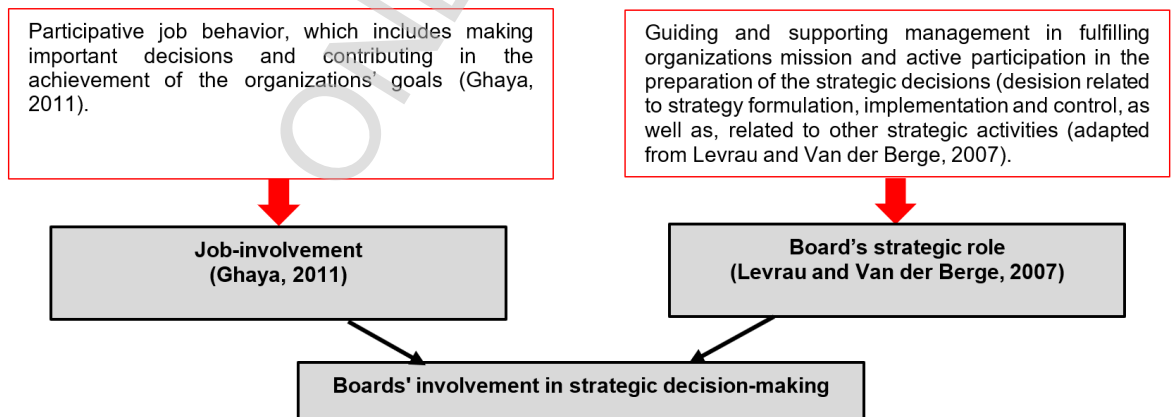 Participative job behavior, which includes making
important decisions and contributing in the
achievement of the organizations' goals (Ghaya,
2011).
Guiding and supporting management in fulfilling
organizations mission and active participation in the
preparation of the strategic decisions (desision related
to strategy formulation, implementation and control, as
well as, related to other strategic activities (adapted
from Levrau and Van der Berge, 2007).
Job-involvement
(Ghaya, 2011)
Board's strategic role
(Levrau and Van der Berge, 2007)
Boards' involvement in strategic decision-making